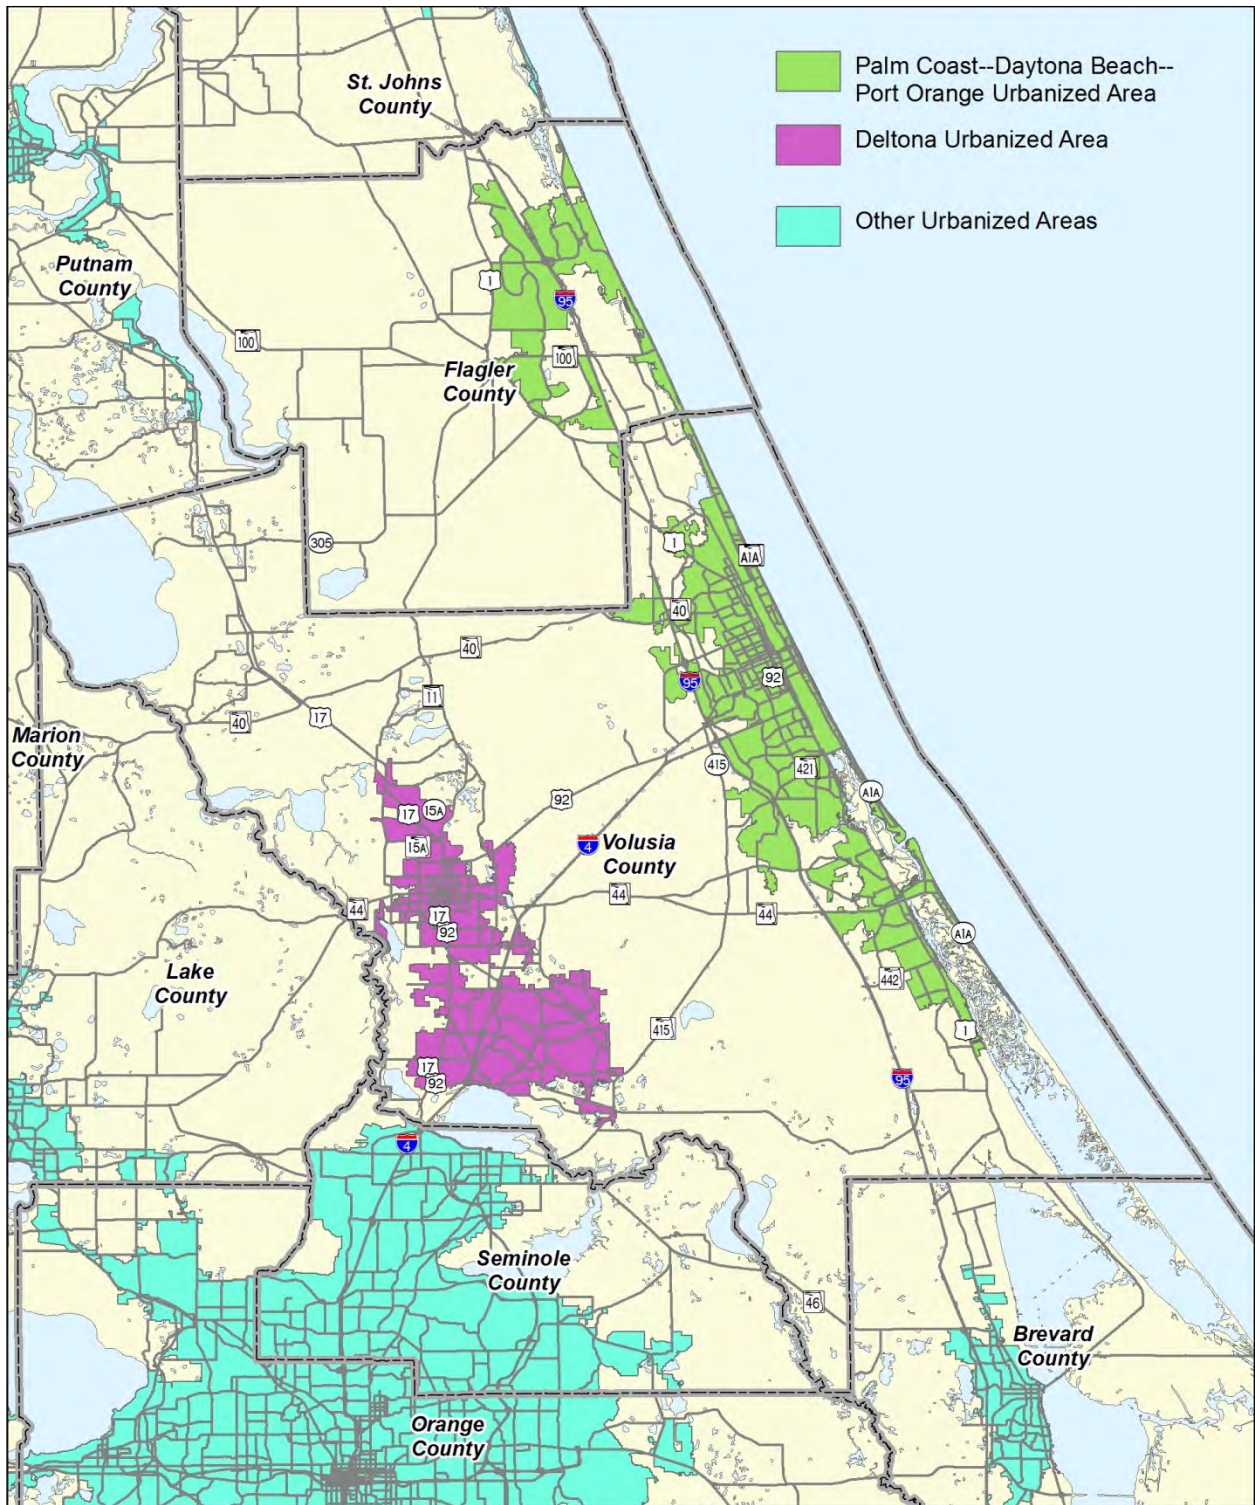 Palm Coast--Daytona Beach--
Port Orange Urbanized Area
Deltona Urbanized Area
Other Urbanized Areas
St. Johns
County
Putnam
County
1
95
100
100
Flagler
County
305
1
A1A
40
40
11
95
92
17
40
Marion
County
415
421
A1A
92
17
15A
15A
4
Volusia
County
44
44
44
17
92
A1A
Lake
County
442
415
1
17
92
95
4
Seminole
County
46
Brevard
County
Orange
County